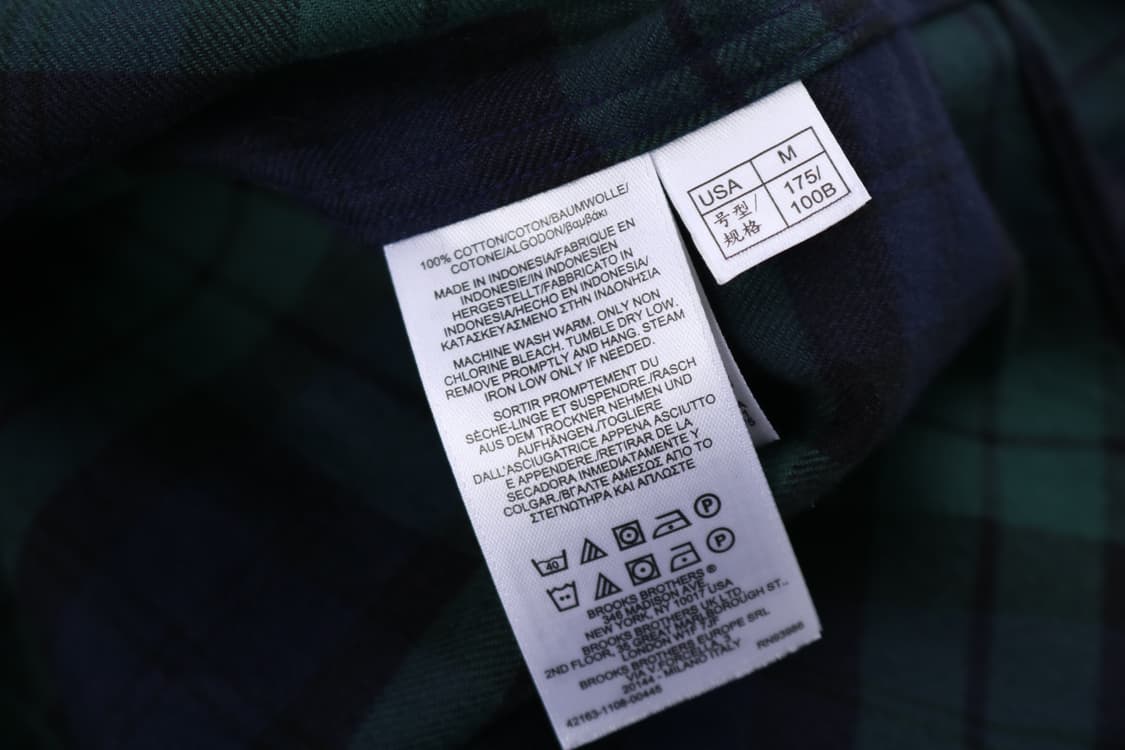 100% COTTON/COTON/BAUMWOLLE/
COTONE/ALGODON/βαμβάκι
MADE IN INDONESIA/FABRIQUE EN
INDONESIE/IN INDONESIEN
HERGESTELLT/FABBRICATO IN
INDONESIA/HECHO EN INDONESIA/
ΚΑΤΑΣΚΕΥΑΣΜΕΝΟ ΣΤΗΝ ΙΝΔΟΝΗΣΙΑ
MACHINE WASH WARM. ONLY NON
CHLORINE BLEACH. TUMBLE DRY LOW.
REMOVE PROMPTLY AND HANG. STEAM
IRON LOW ONLY IF NEEDED.
SORTIR PROMPTEMENT DU
SÈCHE-LINGE ET SUSPENDRE./RASCH
AUS DEM TROCKNER NEHMEN UND
AUFHÄNGEN./TOGLIERE
DALL'ASCIUGATRICE APPENA ASCIUTTO
E APPENDERE./RETIRAR DE LA
SECADORA INMEDIATAMENTE Y
COLGAR./ΒΓΑΛΤΕ ΑΜΕΣΩΣ ΑΠΟ ΤΟ
ΣΤΕΓΝΩΤΗΡΑ ΚΑΙ ΑΠΛΩΣΤΕ
40 P
P
BROOKS BROTHERS ®
346 MADISON AVE.
NEW YORK, NY 10017 USA
BROOKS BROTHERS UK LTD
2ND FLOOR, 36 GREAT MARLBOROUGH ST..
LONDON W1F 7JF
BROOKS BROTHERS EUROPE SRL
VIA V FORCELLA 3
20144 - MILANO ITALY
RN93986
42163-1108-00445
USA M
号型/ 175/
规格 100B